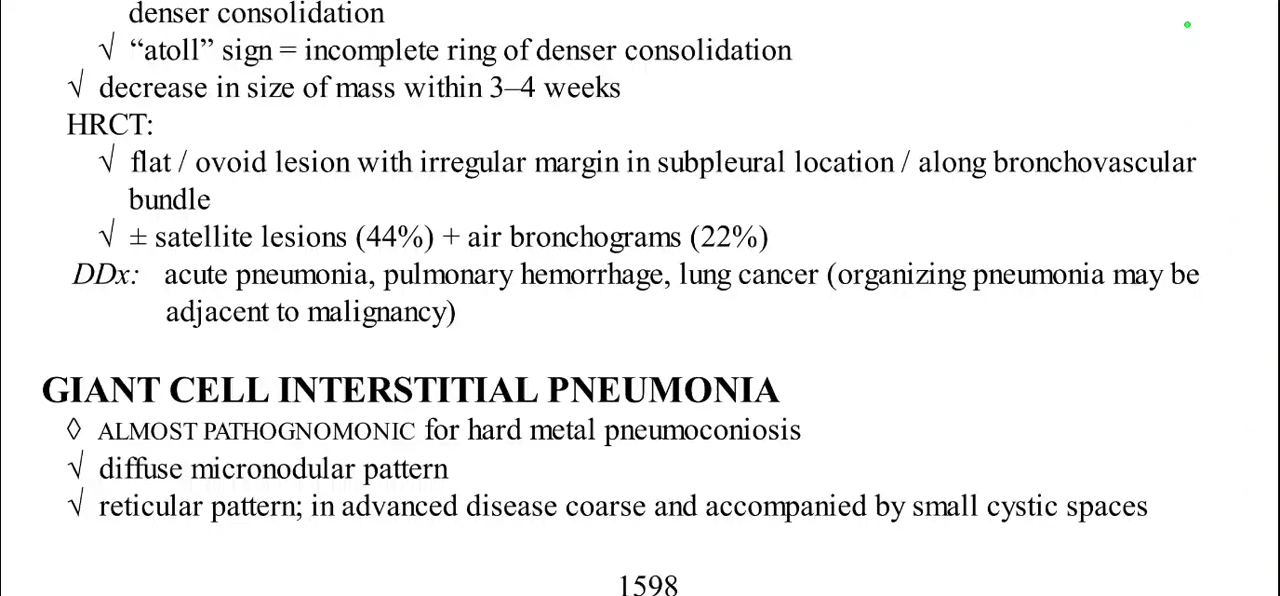 denser consolidation
√ “atoll” sign = incomplete ring of denser consolidation
√ decrease in size of mass within 3–4 weeks
HRCT:
√ flat / ovoid lesion with irregular margin in subpleural location / along bronchovascular
bundle
√ ± satellite lesions (44%) + air bronchograms (22%)
DDx: acute pneumonia, pulmonary hemorrhage, lung cancer (organizing pneumonia may be
adjacent to malignancy)
GIANT CELL INTERSTITIAL PNEUMONIA
◊ ALMOST PATHOGNOMONIC for hard metal pneumoconiosis
√ diffuse micronodular pattern
√ reticular pattern; in advanced disease coarse and accompanied by small cystic spaces
1598